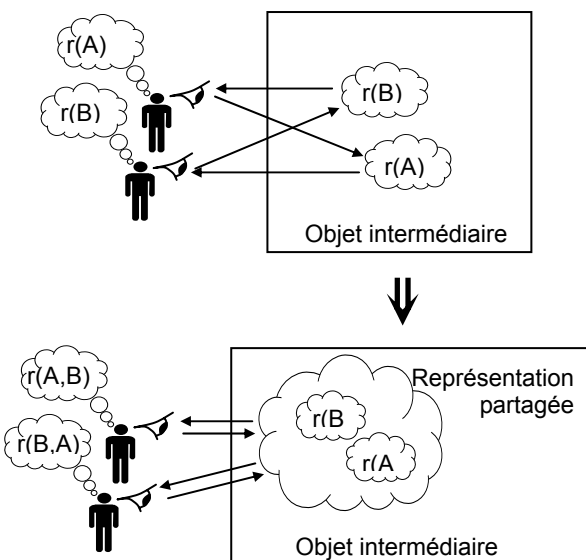 r(A)
r(B)
r(B)
r(A)
Objet intermédiaire
r(A,B)
r(B,A)
Représentation
partagée
r(B
r(A
Objet intermédiaire